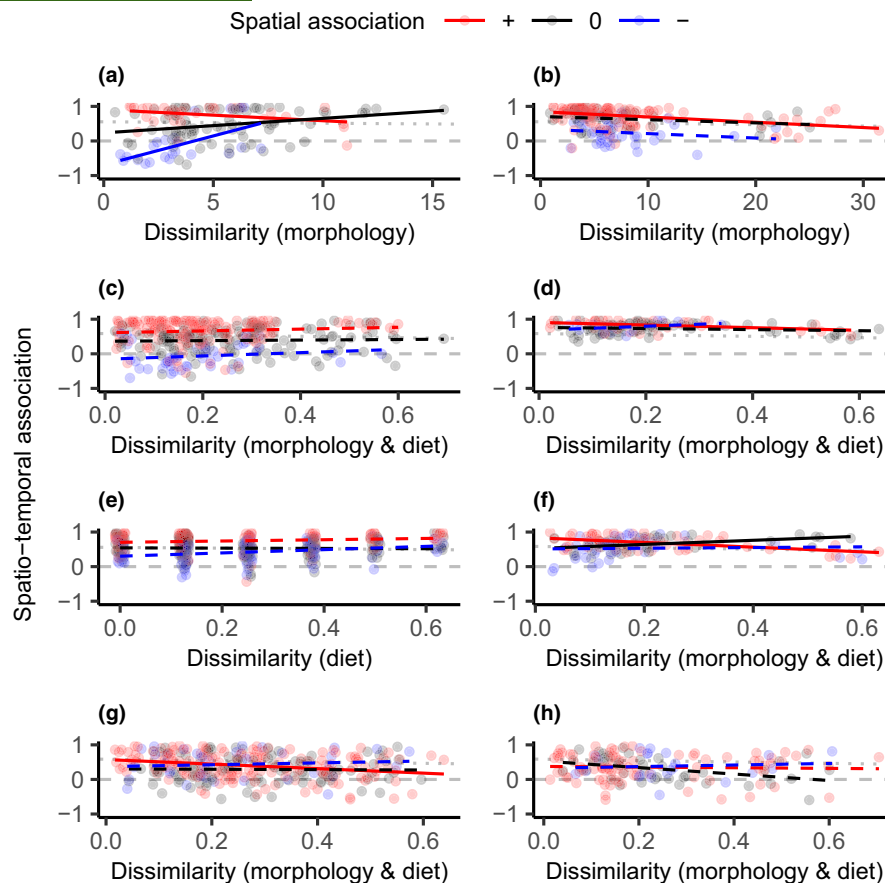 Spatial association + 0 −
(a) (b)
1 1
0 0
−1 −1
0 5 10 15 0 10 20 30
Dissimilarity (morphology) Dissimilarity (morphology)
(c) (d)
1 1
0 0
−1 −1
0.0 0.2 0.4 0.6 0.0 0.2 0.4 0.6
Dissimilarity (morphology & diet) Dissimilarity (morphology & diet)
Spatio−temporal association
(e) (f)
1 1
0 0
−1 −1
0.0 0.2 0.4 0.6 0.0 0.2 0.4 0.6
Dissimilarity (diet) Dissimilarity (morphology & diet)
(g) (h)
1 1
0 0
−1 −1
0.0 0.2 0.4 0.6 0.0 0.2 0.4 0.6
Dissimilarity (morphology & diet) Dissimilarity (morphology & diet)